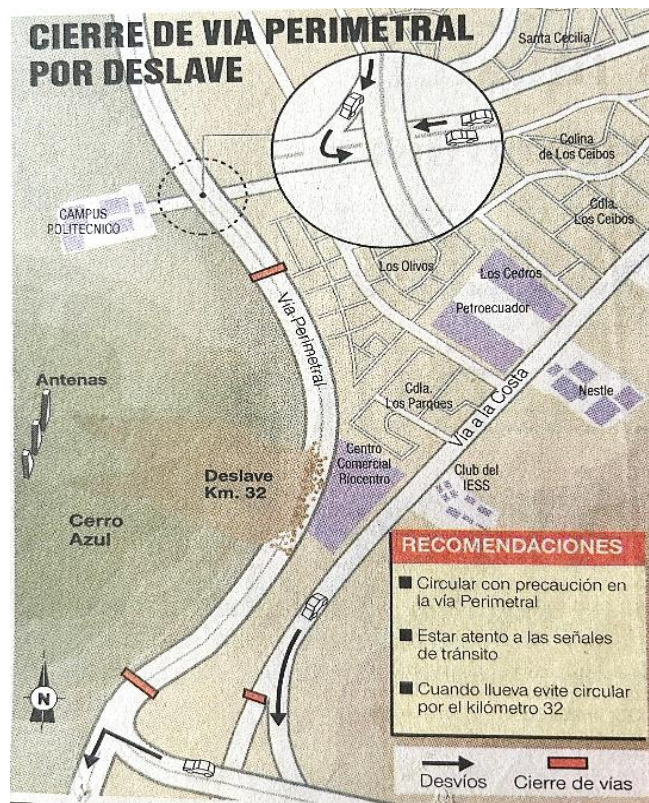 CIERRE DE VIA PERIMETRAL
POR DESLAVE
Santa Cecilia
Colina
de Los Ceibos
Cdla.
Los Ceibos
CAMPUS
POLITECNICO
Los Olivos
Los Cedros
Petroecuador
Vía Perimetral
Antenas
Cdla.
Los Parques
Vía a la Costa
Nestle
Centro
Comercial
Riocentro
Deslave
Km. 32
Club del
IESS
Cerro
Azul
RECOMENDACIONES
■ Circular con precaución en
la vía Perimetral
■ Estar atento a las señales
de tránsito
■ Cuando llueva evite circular
por el kilómetro 32
N
Desvíos
Cierre de vías